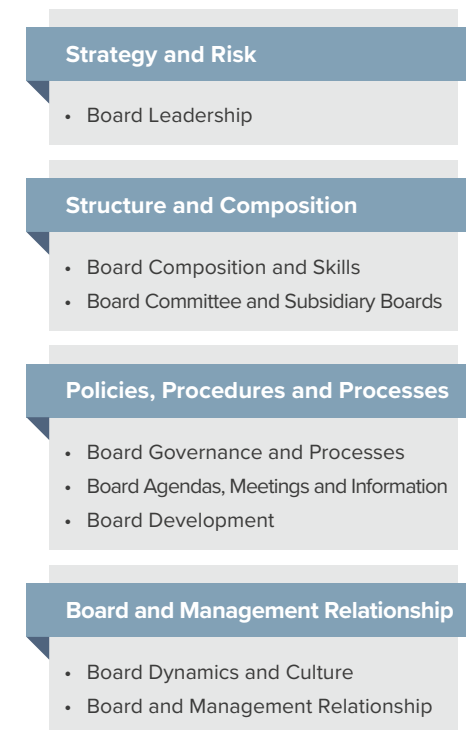 Strategy and Risk
• Board Leadership
Structure and Composition
• Board Composition and Skills
• Board Committee and Subsidiary Boards
Policies, Procedures and Processes
• Board Governance and Processes
• Board Agendas, Meetings and Information
• Board Development
Board and Management Relationship
• Board Dynamics and Culture
• Board and Management Relationship